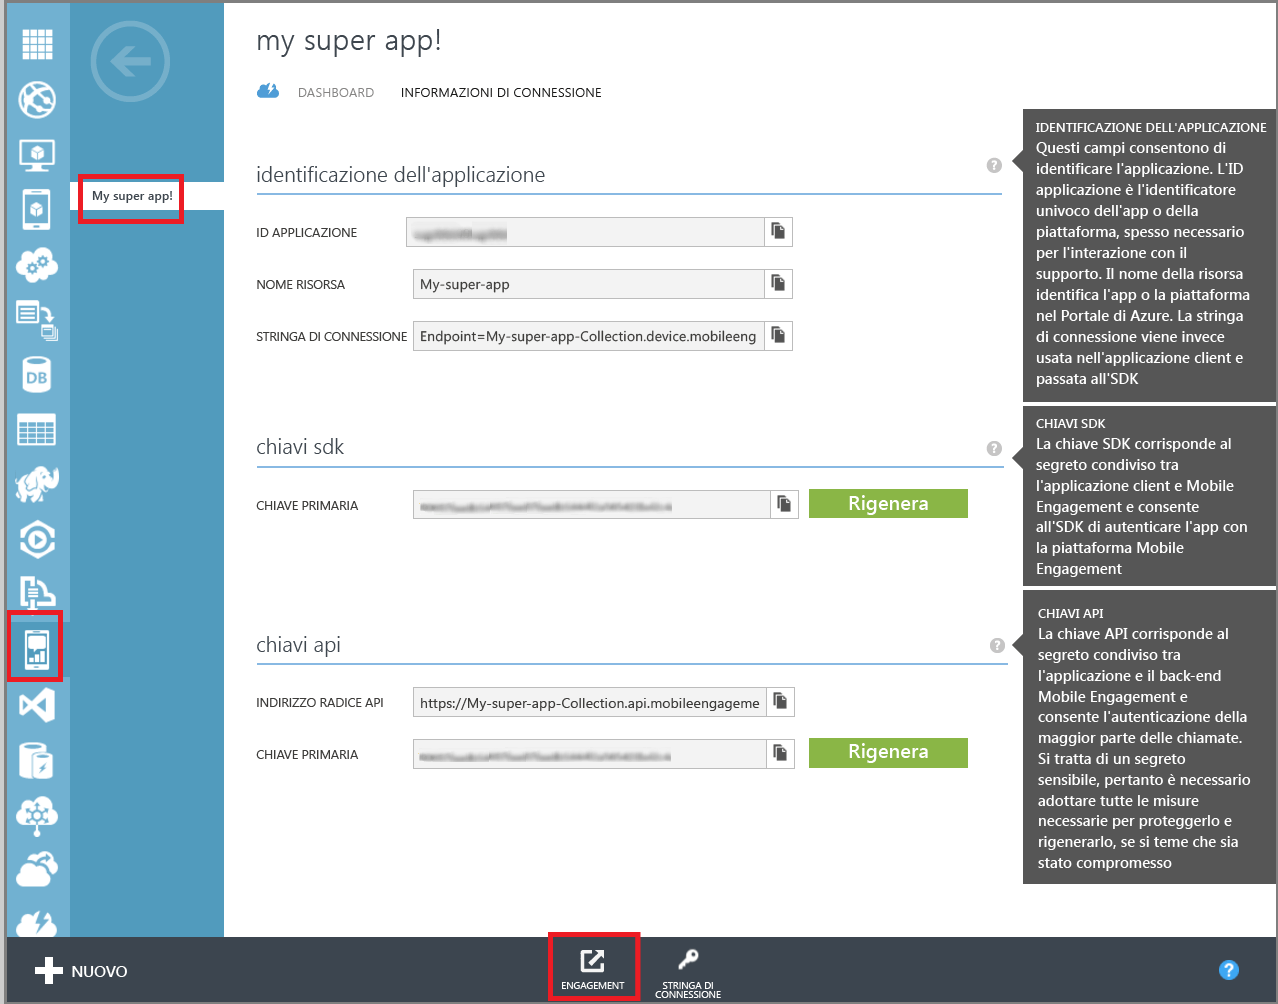 my super app!
DASHBOARD INFORMAZIONI DI CONNESSIONE
My super app!
identificazione dell'applicazione
ID APPLICAZIONE
NOME RISORSA My-super-app
STRINGA DI CONNESSIONE Endpoint=My-super-app-Collection.device.mobileeng
chiavi sdk
CHIAVE PRIMARIA Rigenera
chiavi api
INDIRIZZO RADICE API https://My-super-app-Collection.api.mobileengageme
CHIAVE PRIMARIA Rigenera
IDENTIFICAZIONE DELL'APPLICAZIONE
Questi campi consentono di
identificare l'applicazione. L'ID
applicazione è l'identificatore
univoco dell'app o della
piattaforma, spesso necessario
per l'interazione con il
supporto. Il nome della risorsa
identifica l'app o la piattaforma
nel Portale di Azure. La stringa
di connessione viene invece
usata nell'applicazione client e
passata all'SDK
CHIAVI SDK
La chiave SDK corrisponde al
segreto condiviso tra
l'applicazione client e Mobile
Engagement e consente
all'SDK di autenticare l'app con
la piattaforma Mobile
Engagement
CHIAVI API
La chiave API corrisponde al
segreto condiviso tra
l'applicazione e il back-end
Mobile Engagement e
consente l'autenticazione della
maggior parte delle chiamate.
Si tratta di un segreto
sensibile, pertanto è necessario
adottare tutte le misure
necessarie per proteggerlo e
rigenerarlo, se si teme che sia
stato compromesso
DB
NUOVO
ENGAGEMENT
STRINGA DI
CONNESSIONE